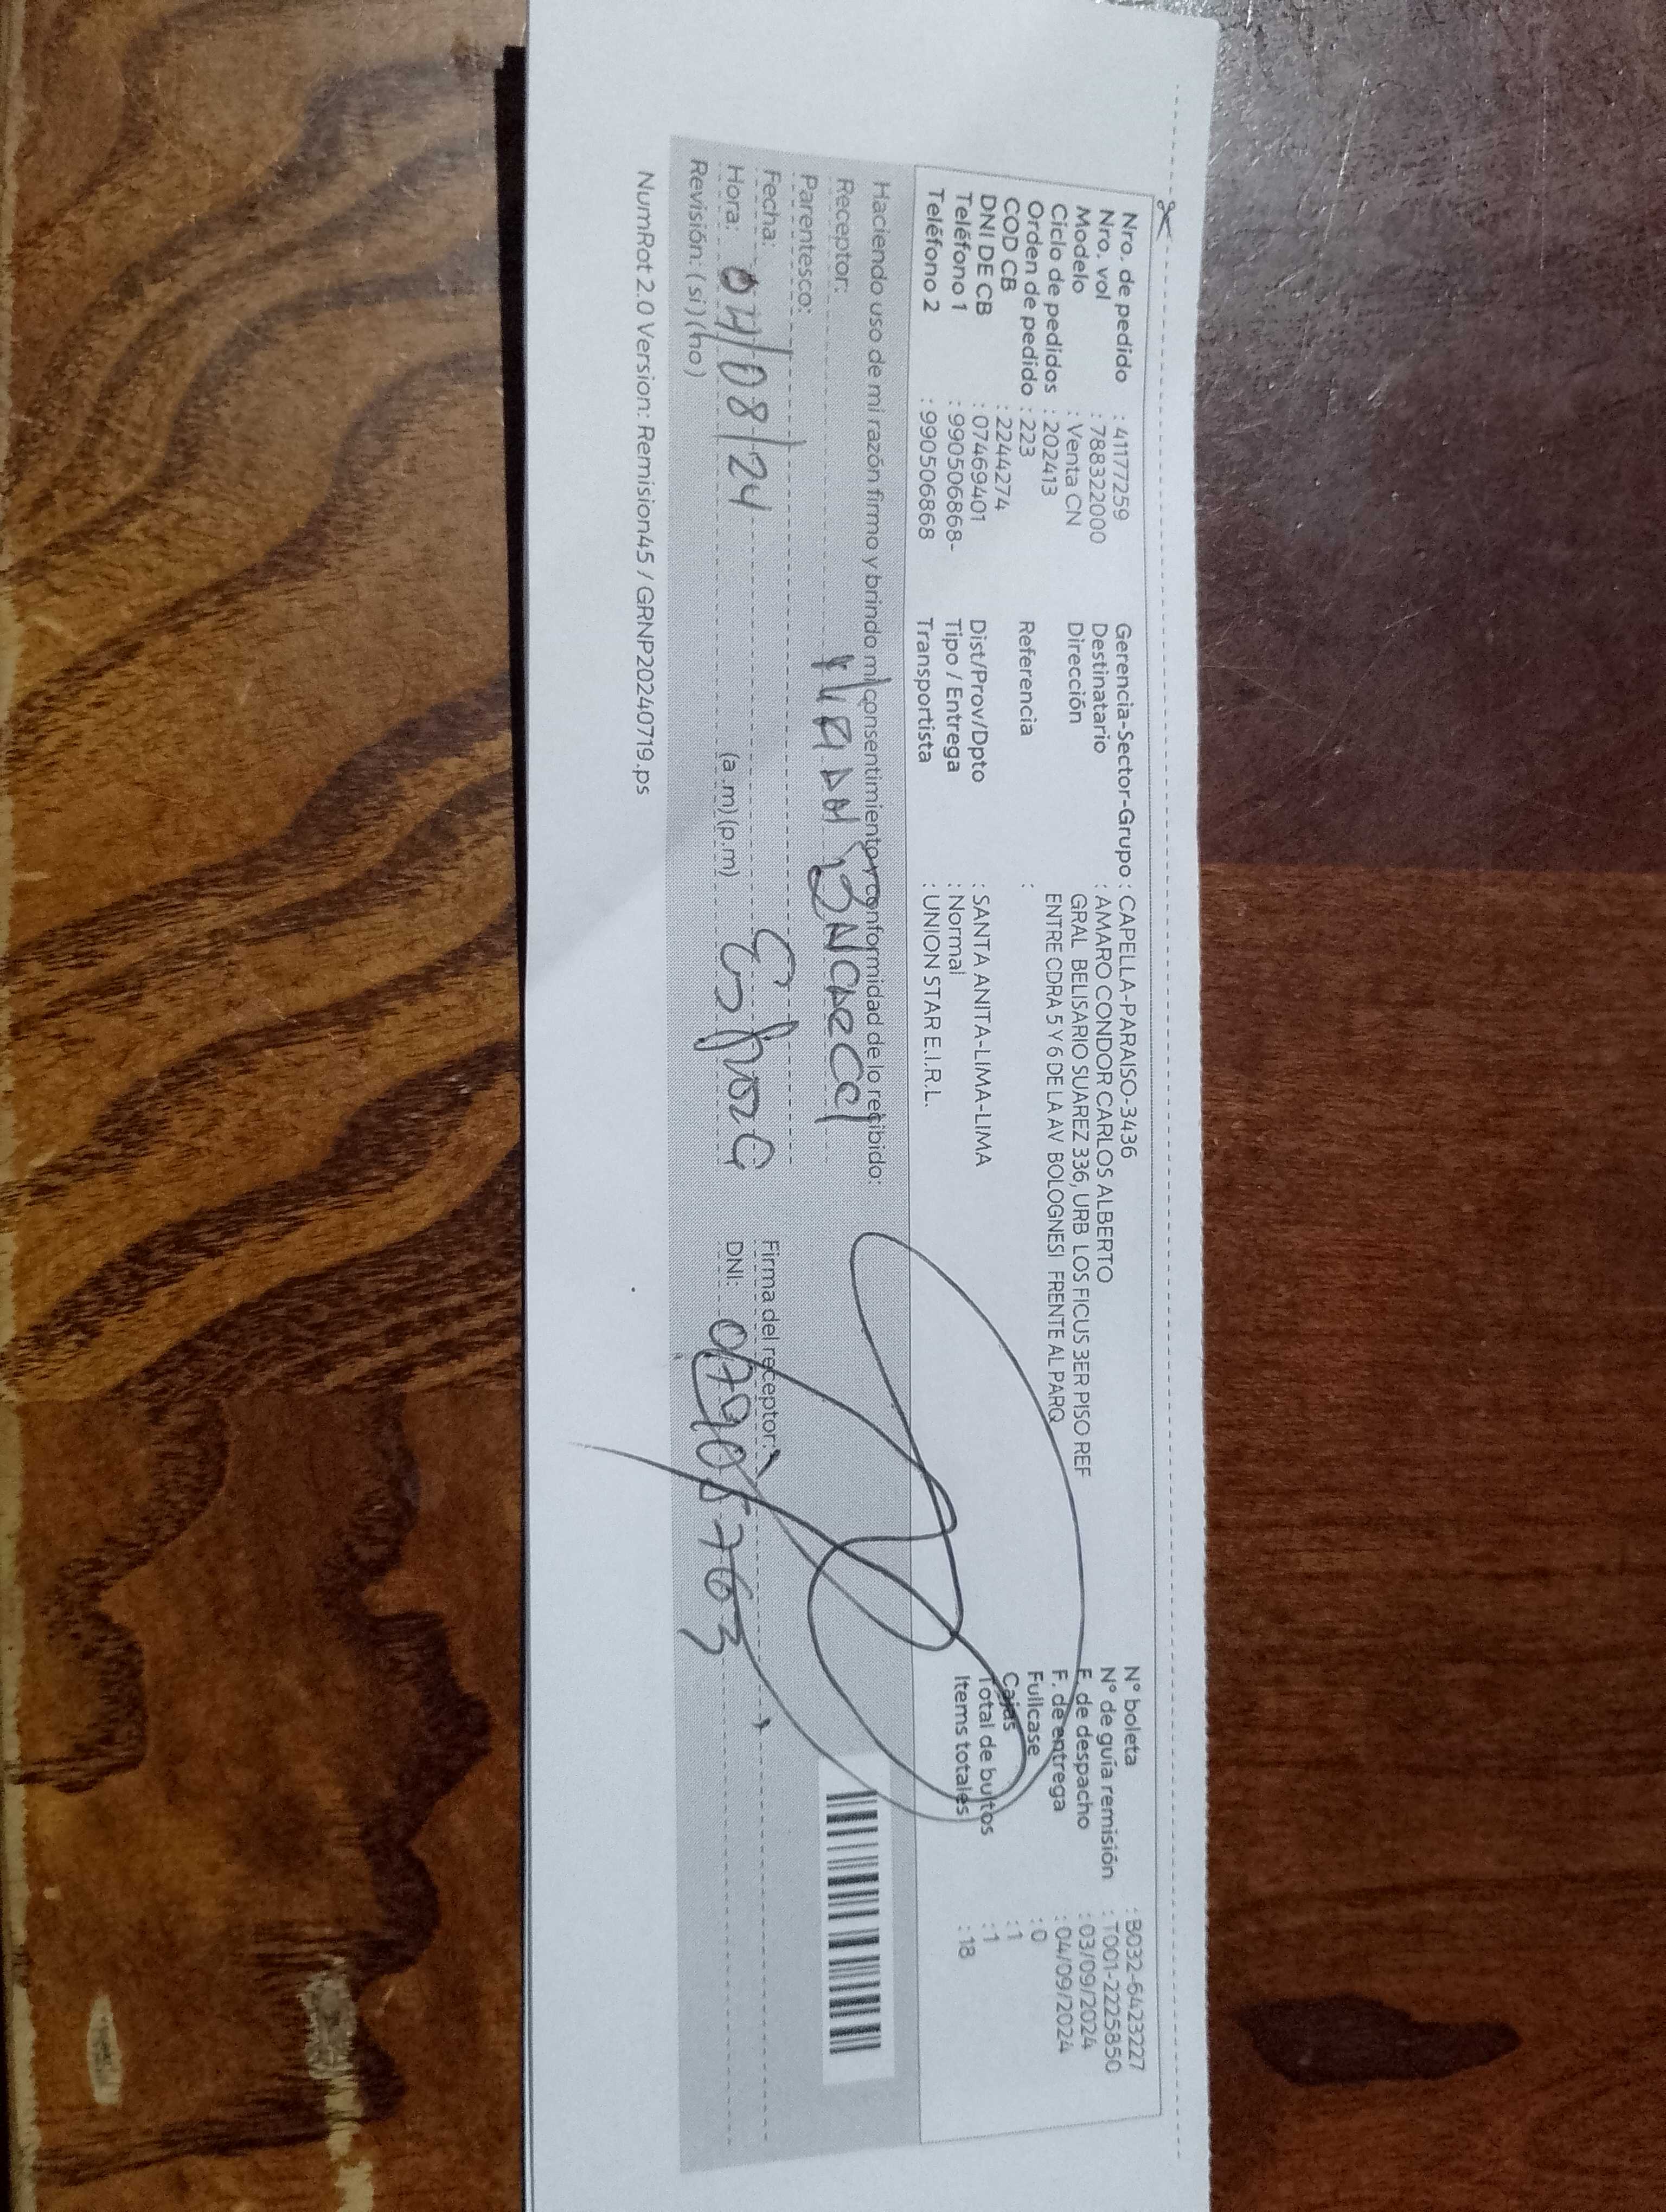 Nro. de pedido : 41177259
Nro. vol : 788322000
Modelo : Venta CN
Ciclo de pedidos : 202413
Orden de pedido : 223
COD CB : 2244274
DNI DE CB : 07469401
Teléfono 1 : 990506868-
Teléfono 2 : 990506868
Gerencia-Sector-Grupo : CAPELLA-PARAISO-3436
Destinatario : AMARO CONDOR CARLOS ALBERTO
Dirección GRAL BELISARIO SUAREZ 336, URB LOS FICUS 3ER PISO REF
ENTRE CDRA 5 Y 6 DE LA AV BOLOGNESI FRENTE AL PARQ
Referencia :
Dist/Prov/Dpto : SANTA ANITA-LIMA-LIMA
Tipo / Entrega : Normal
Transportista : UNION STAR E.I.R.L.
N° boleta : B032-6423227
N° de guía remisión : T001-2225850
F. de despacho : 03/09/2024
F. de entrega : 04/09/2024
Fullcase : 0
Cajas : 1
Total de bultos : 1
Items totales : 18
Haciendo uso de mi razón firmo y brindo mi consentimiento y conformidad de lo recibido:
Receptor:
Parentesco:
Fecha: 04/08/24
Hora: (a.m)(p.m)
Revisión: (si)(no)
Firma del receptor:
DNI:
NumRot 2.0 Version: Remision45 / GRNP20240719.ps